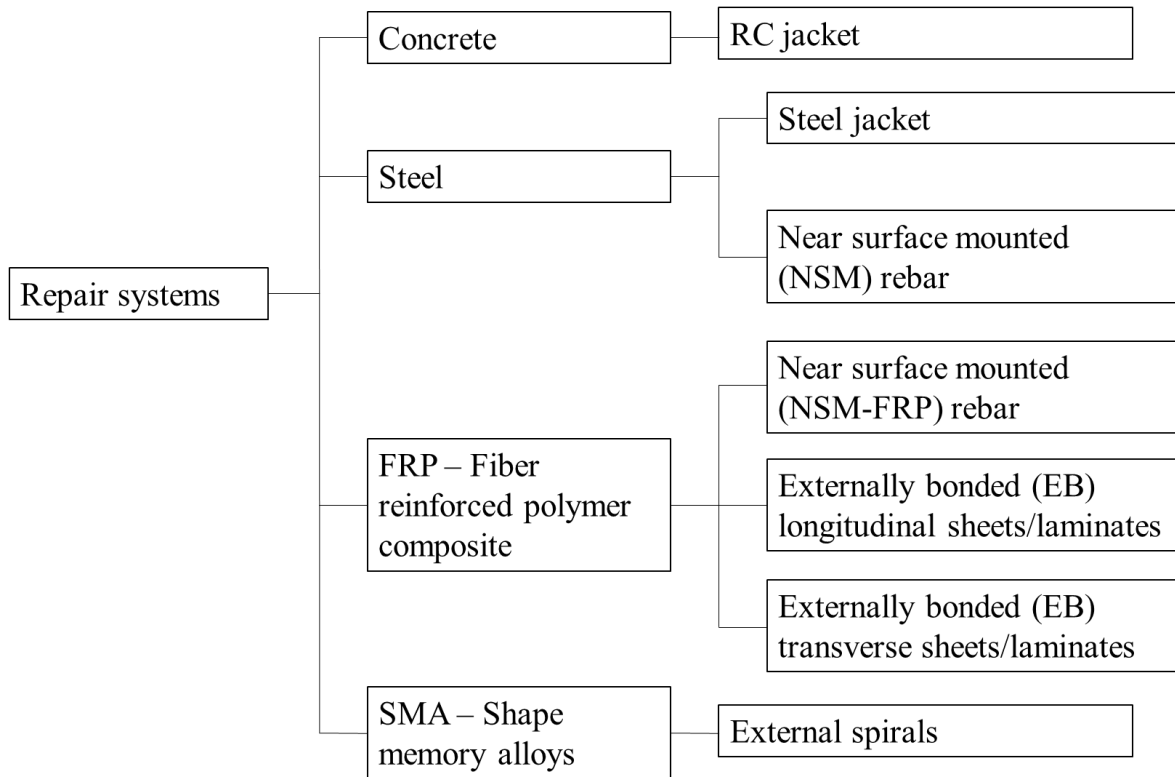 Concrete
RC jacket
Steel jacket
Steel
Near surface mounted
(NSM) rebar
Repair systems
Near surface mounted
(NSM-FRP) rebar
FRP – Fiber
reinforced polymer
composite
Externally bonded (EB)
longitudinal sheets/laminates
Externally bonded (EB)
transverse sheets/laminates
SMA – Shape
memory alloys
External spirals